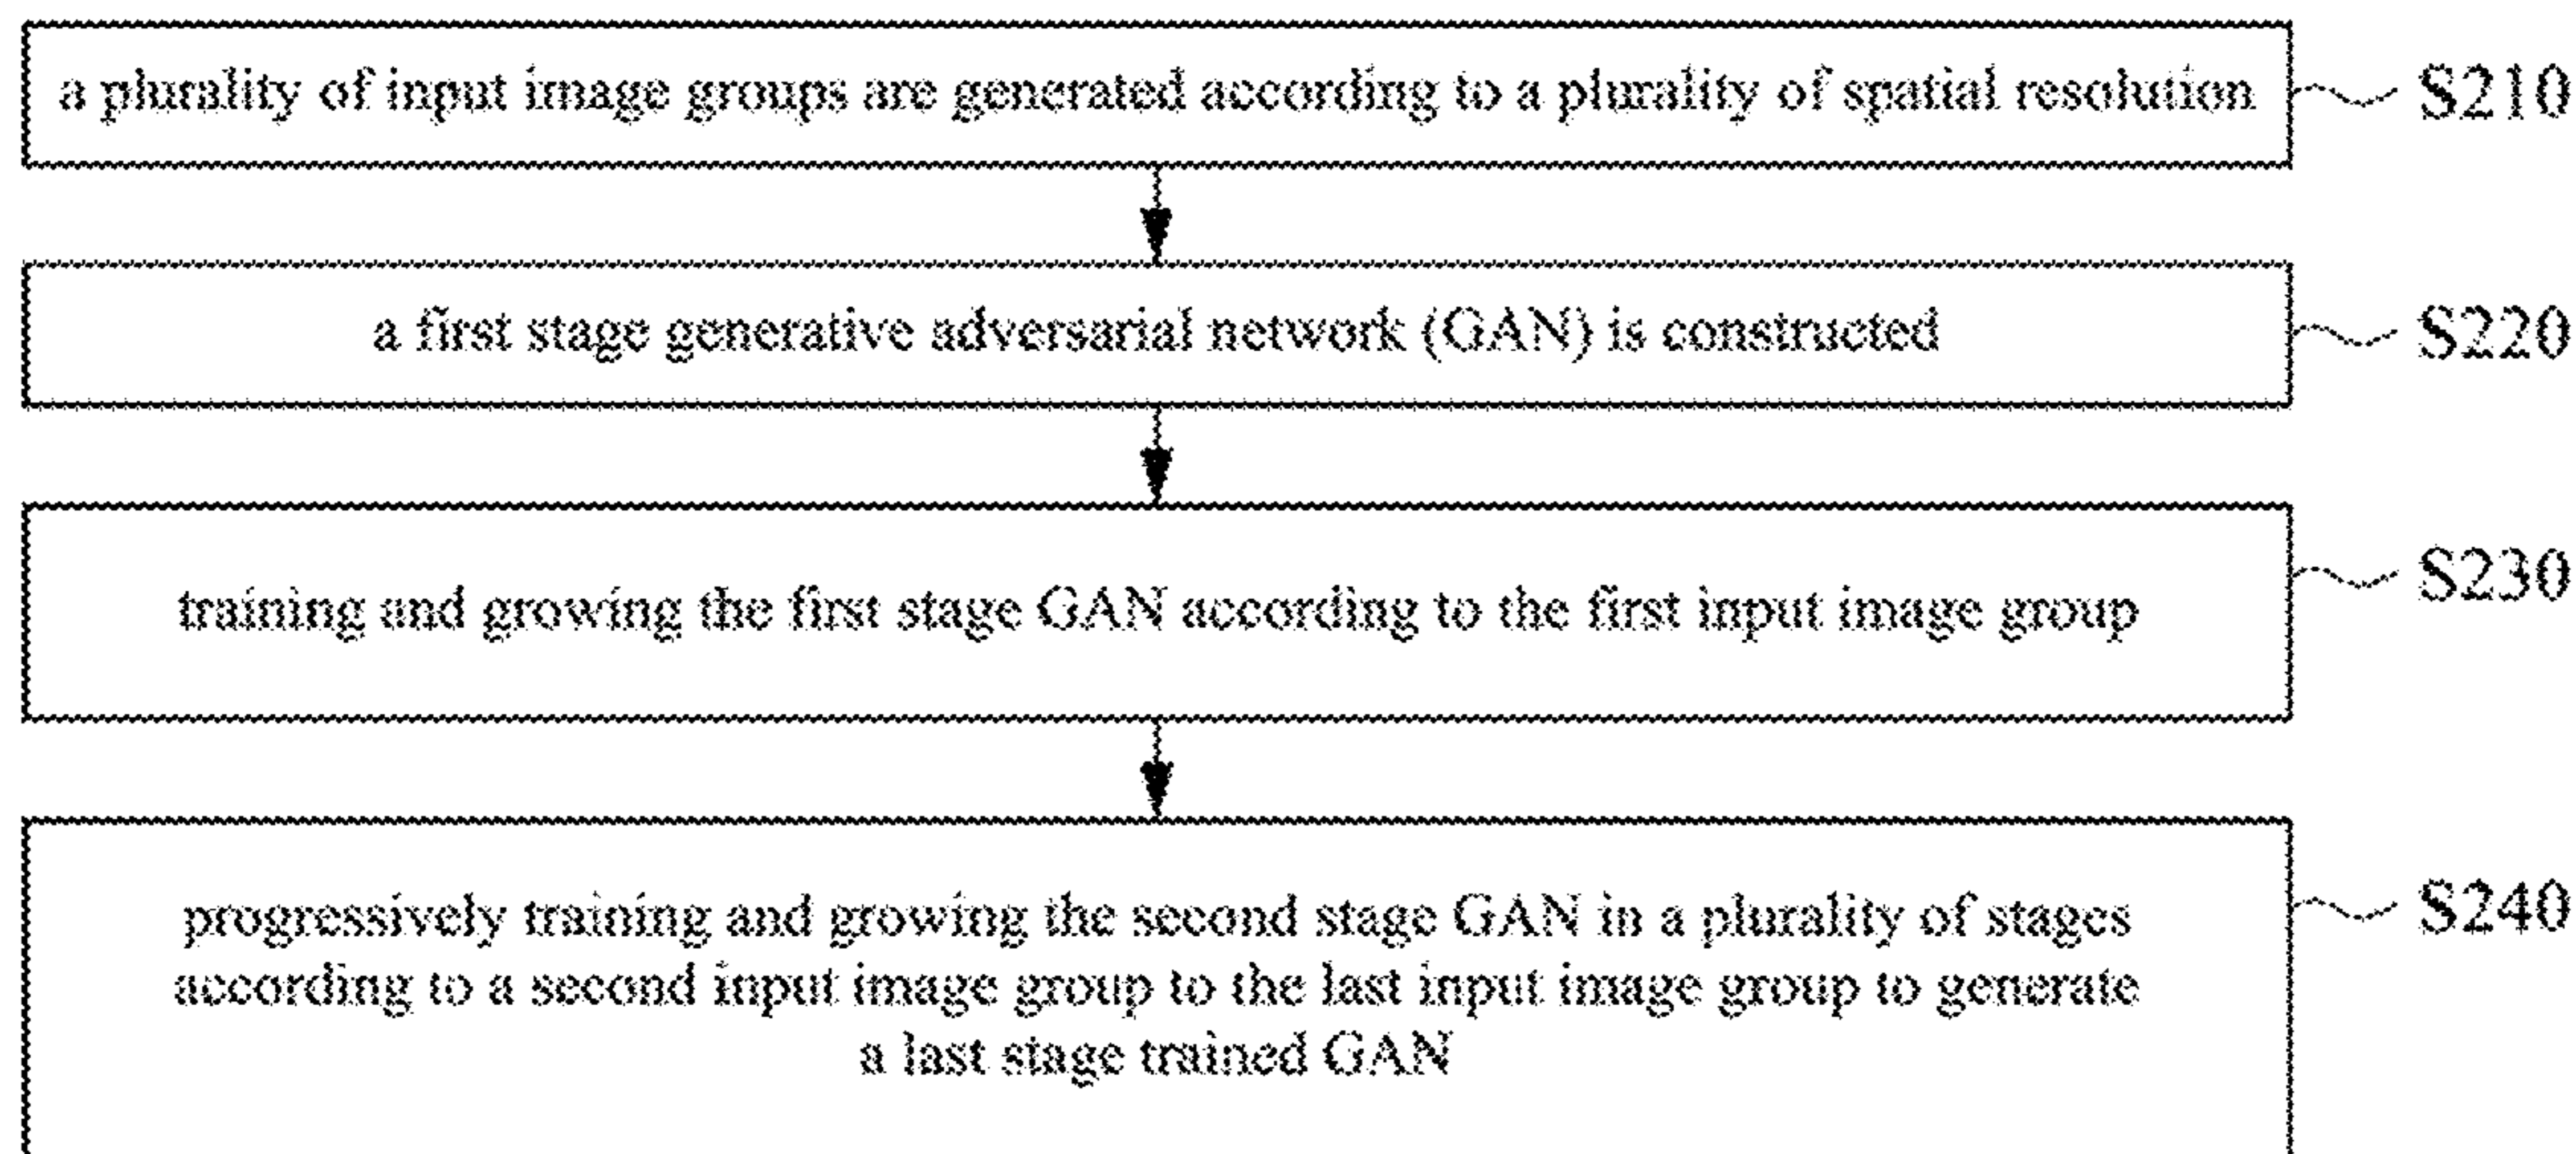 a plurality of input image groups are generated according to a plurality of spatial resolution
S210
a first stage generative adversarial network (GAN) is constructed
S220
training and growing the first stage GAN according to the first input image group
S230
progressively training and growing the second stage GAN in a plurality of stages
according to a second input image group to the last input image group to generate
a last stage trained GAN
S240